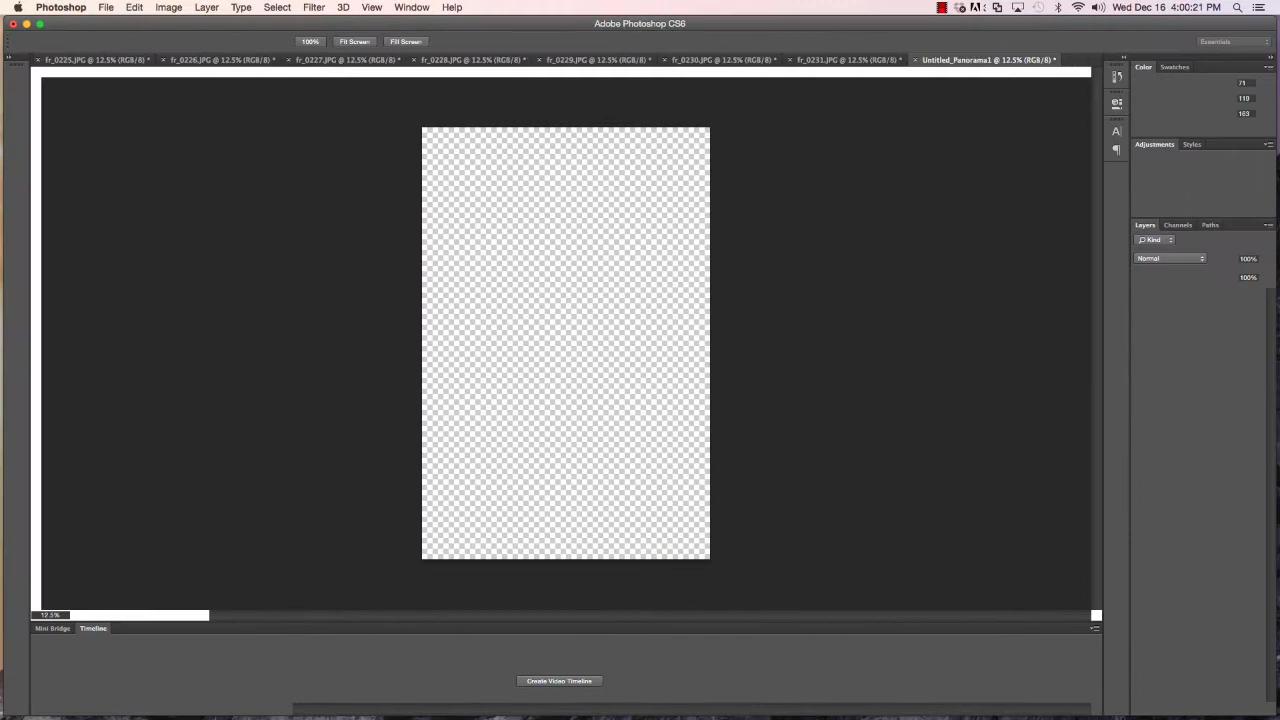 Photoshop File Edit Image Layer Type Select Filter 3D View Window Help Wed Dec 16 4:00:21 PM
Adobe Photoshop CS6
100% Fit Screen Fill Screen Essentials
fr_0225.JPG @ 12.5% (RGB/8) * fr_0226.JPG @ 12.5% (RGB/8) * fr_0227.JPG @ 12.5% (RGB/8) * fr_0228.JPG @ 12.5% (RGB/8) * fr_0229.JPG @ 12.5% (RGB/8) * fr_0230.JPG @ 12.5% (RGB/8) * fr_0231.JPG @ 12.5% (RGB/8) * Untitled_Panorama1 @ 12.5% (RGB/8) *
Color Swatches
71
110
163
Adjustments Styles
Layers Channels Paths
Kind
Normal 100%
100%
12.5%
Mini Bridge Timeline
Create Video Timeline